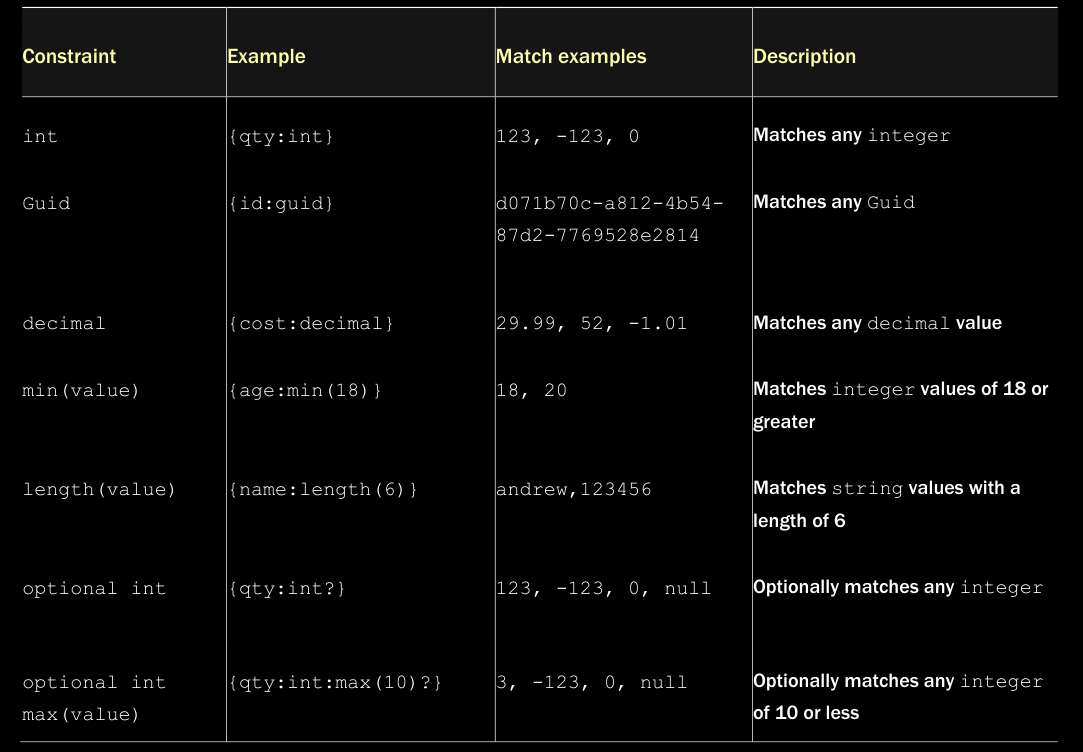 Constraint Example Match examples Description
int {qty:int} 123, -123, 0 Matches any integer
Guid {id:guid} d071b70c-a812-4b54- Matches any Guid
87d2-7769528e2814
decimal {cost:decimal} 29.99, 52, -1.01 Matches any decimal value
min(value) {age:min(18)} 18, 20 Matches integer values of 18 or
greater
length(value) {name:length(6)} andrew,123456 Matches string values with a
length of 6
optional int {qty:int?} 123, -123, 0, null Optionally matches any integer
optional int {qty:int:max(10)?} 3, -123, 0, null Optionally matches any integer
max(value) of 10 or less